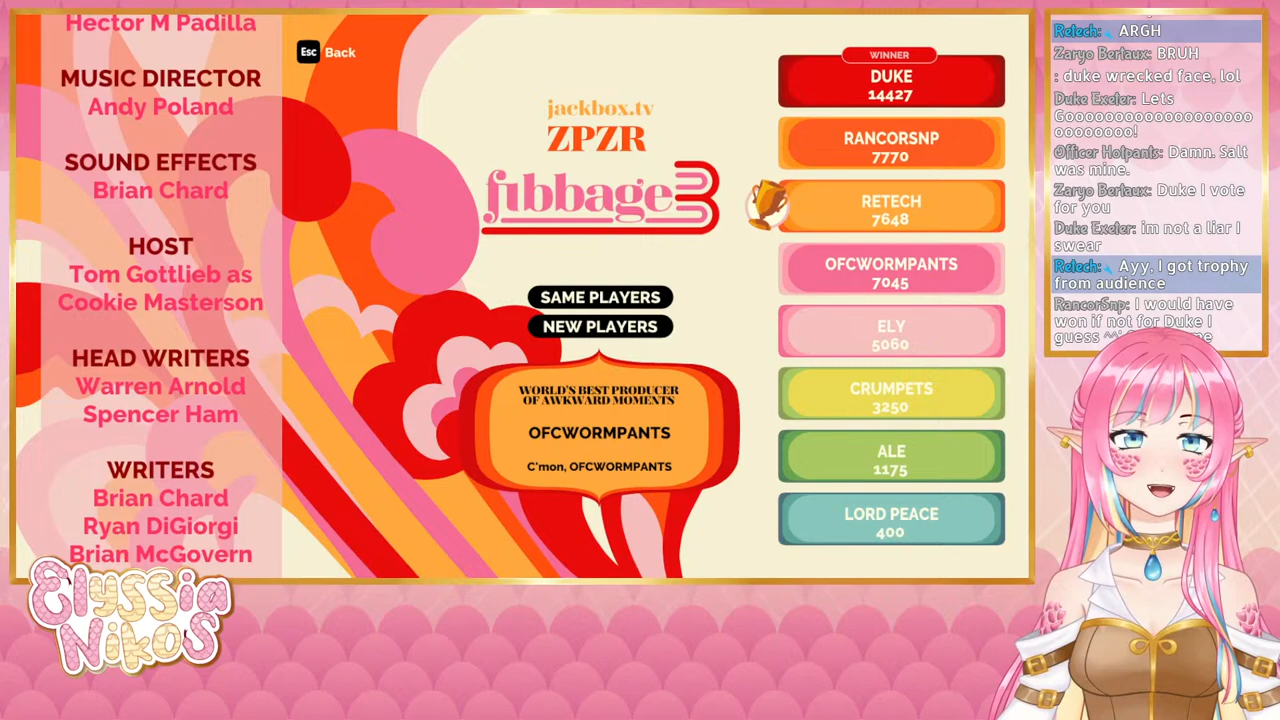 Hector M Padilla
MUSIC DIRECTOR
Andy Poland
SOUND EFFECTS
Brian Chard
HOST
Tom Gottlieb as
Cookie Masterson
HEAD WRITERS
Warren Arnold
Spencer Ham
WRITERS
Brian Chard
Ryan DiGiorgi
Brian McGovern
Elyssia
Nikos
Esc Back
jackbox.tv
ZPZR
fibbage 3
SAME PLAYERS
NEW PLAYERS
WORLD'S BEST PRODUCER
OF AWKWARD MOMENTS
OFCWORMPANTS
C'mon, OFCWORMPANTS
WINNER
DUKE
14427
RANCORSNP
7770
RETECH
7648
OFCWORMPANTS
7045
ELY
5060
CRUMPETS
3250
ALE
1175
LORD PEACE
400
Retech: ARGH
Zaryo Berlaux: BRUH
: duke wrecked face, lol
Duke Exeler: Lets
Goooooooooooooooooo
oooooooo!
Officer Holpants: Damn. Salt
was mine.
Zaryo Berlaux: Duke I vote
for you
Duke Exeler: im not a liar I
swear
Retech: Ayy, I got trophy
from audience
RancorSnp: I would have
won if not for Duke I
guess ^^'